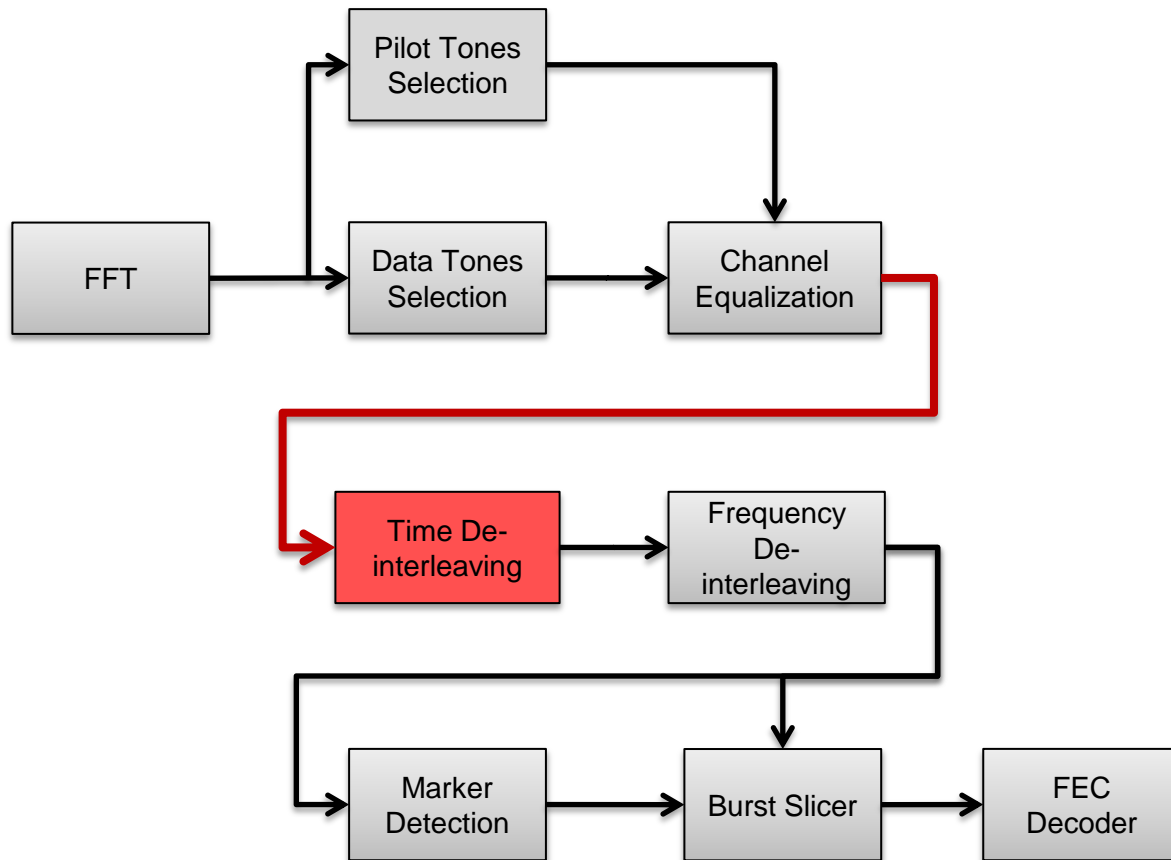 Pilot Tones
Selection
FFT
Data Tones
Selection
Channel
Equalization
Time De-
interleaving
Frequency
De-
interleaving
Marker
Detection
Burst Slicer
FEC
Decoder